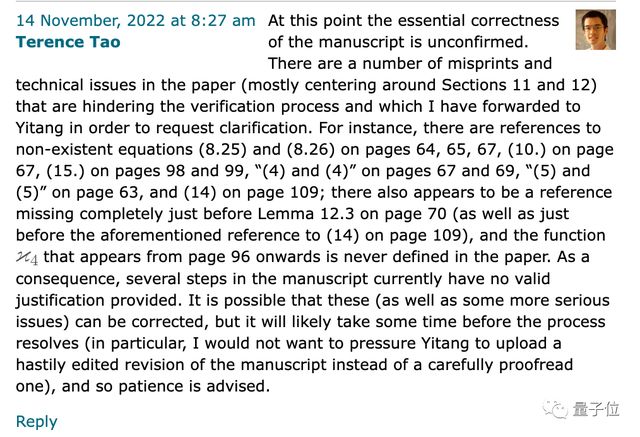 14 November, 2022 at 8:27 am
Terence Tao
At this point the essential correctness
of the manuscript is unconfirmed.
There are a number of misprints and
technical issues in the paper (mostly centering around Sections 11 and 12)
that are hindering the verification process and which I have forwarded to
Yitang in order to request clarification. For instance, there are references to
non-existent equations (8.25) and (8.26) on pages 64, 65, 67, (10.) on page
67, (15.) on pages 98 and 99, “(4) and (4)” on pages 67 and 69, “(5) and
(5)” on page 63, and (14) on page 109; there also appears to be a reference
missing completely just before Lemma 12.3 on page 70 (as well as just
before the aforementioned reference to (14) on page 109), and the function
ϰ₄ that appears from page 96 onwards is never defined in the paper. As a
consequence, several steps in the manuscript currently have no valid
justification provided. It is possible that these (as well as some more serious
issues) can be corrected, but it will likely take some time before the process
resolves (in particular, I would not want to pressure Yitang to upload a
hastily edited revision of the manuscript instead of a carefully proofread
one), and so patience is advised.
Reply
量子位